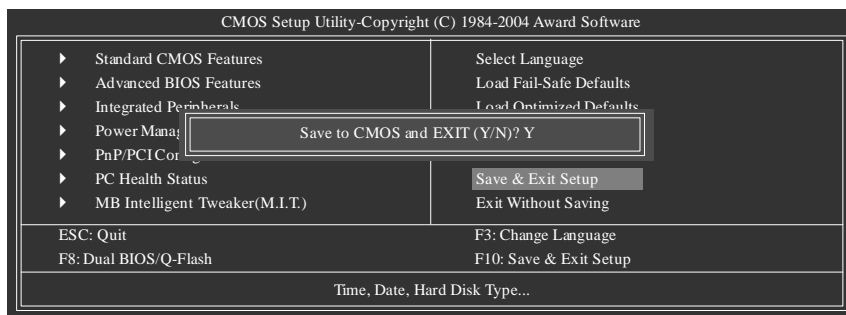 CMOS Setup Utility-Copyright (C) 1984-2004 Award Software
Standard CMOS Features
Advanced BIOS Features
Integrated Peripherals
Power Manag
PnP/PCI
PC Health Status
MB Intelligent Tweaker(M.I.T.)
Select Language
Load Fail-Safe Defaults
Load Optimized Defaults
Save & Exit Setup
Exit Without Saving
Save to CMOS and EXIT (Y/N)? Y
ESC: Quit
F3: Change Language
F8: Dual BIOS/Q-Flash
F10: Save & Exit Setup
Time, Date, Hard Disk Type...